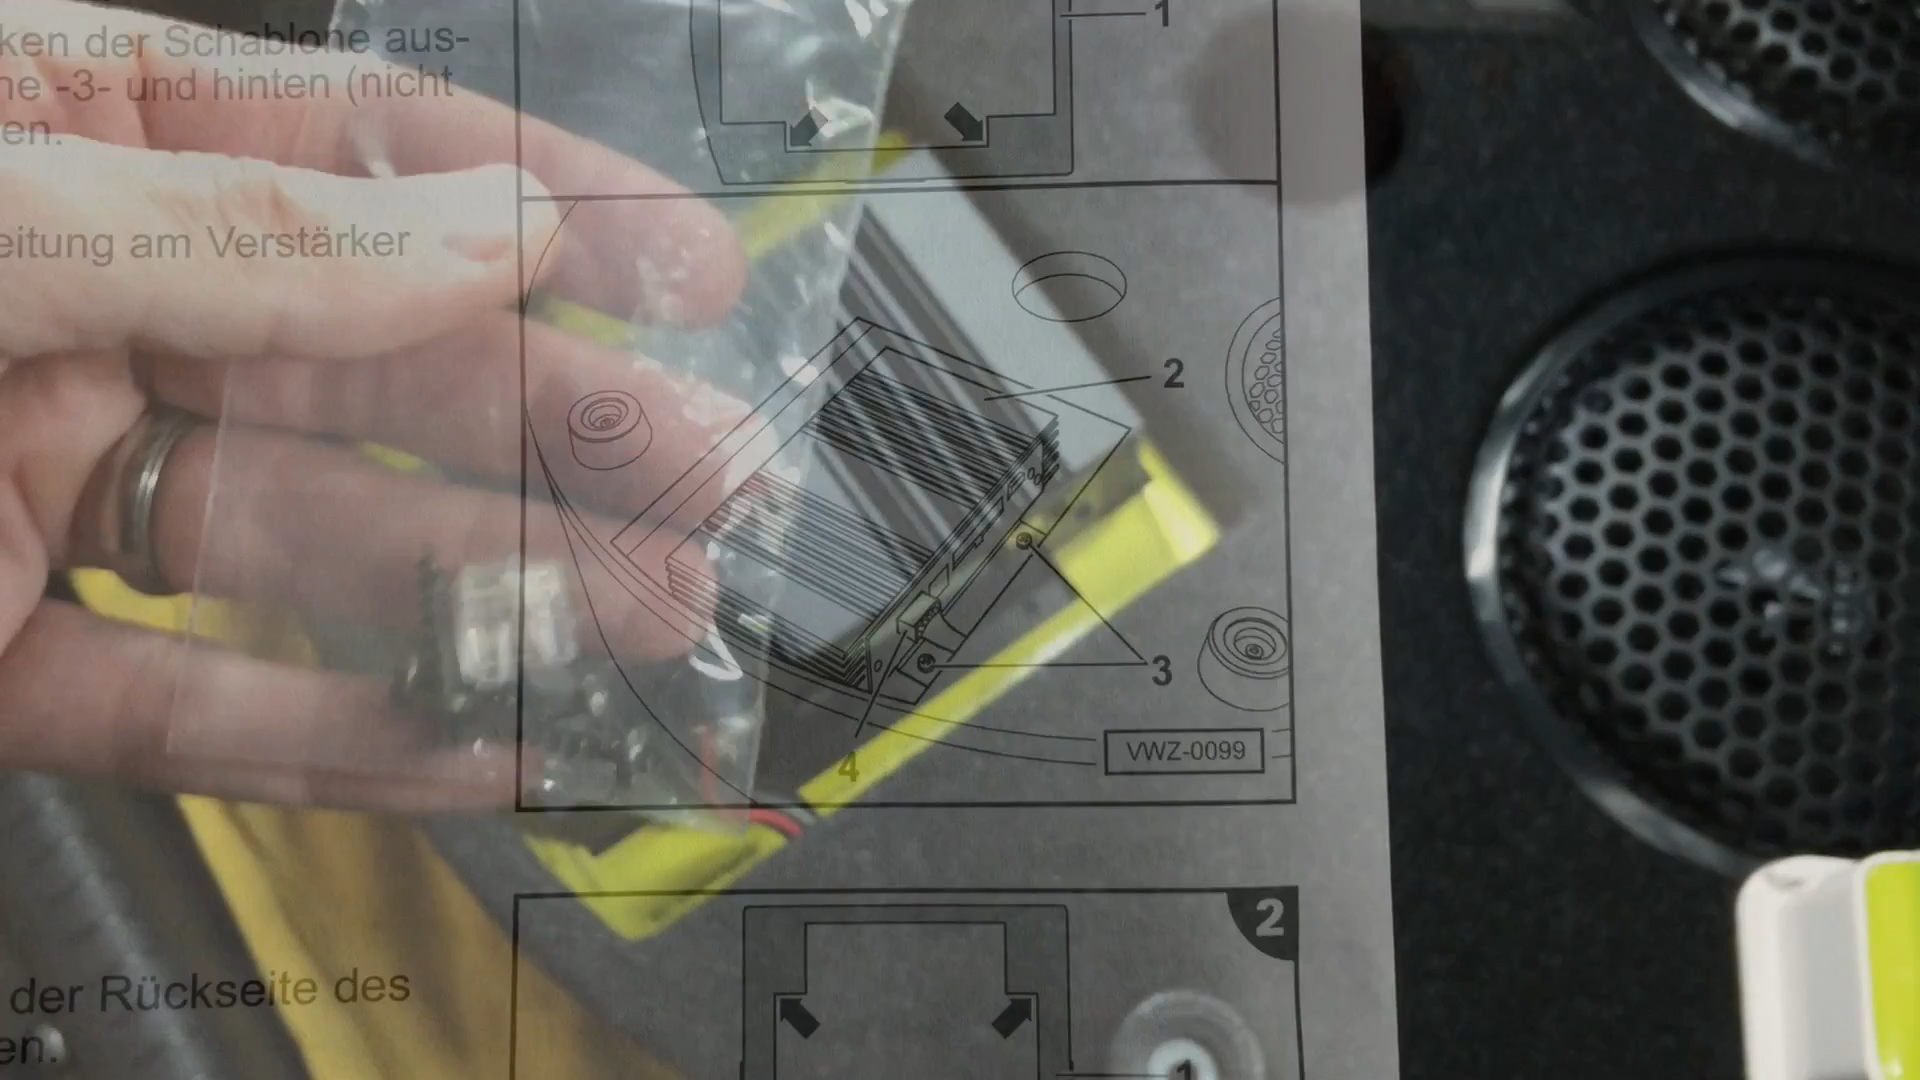 ken der Schablone aus-
ne -3- und hinten (nicht
en.
eitung am Verstärker
1
2
3
4
VWZ-0099
2
der Rückseite des
en.
1